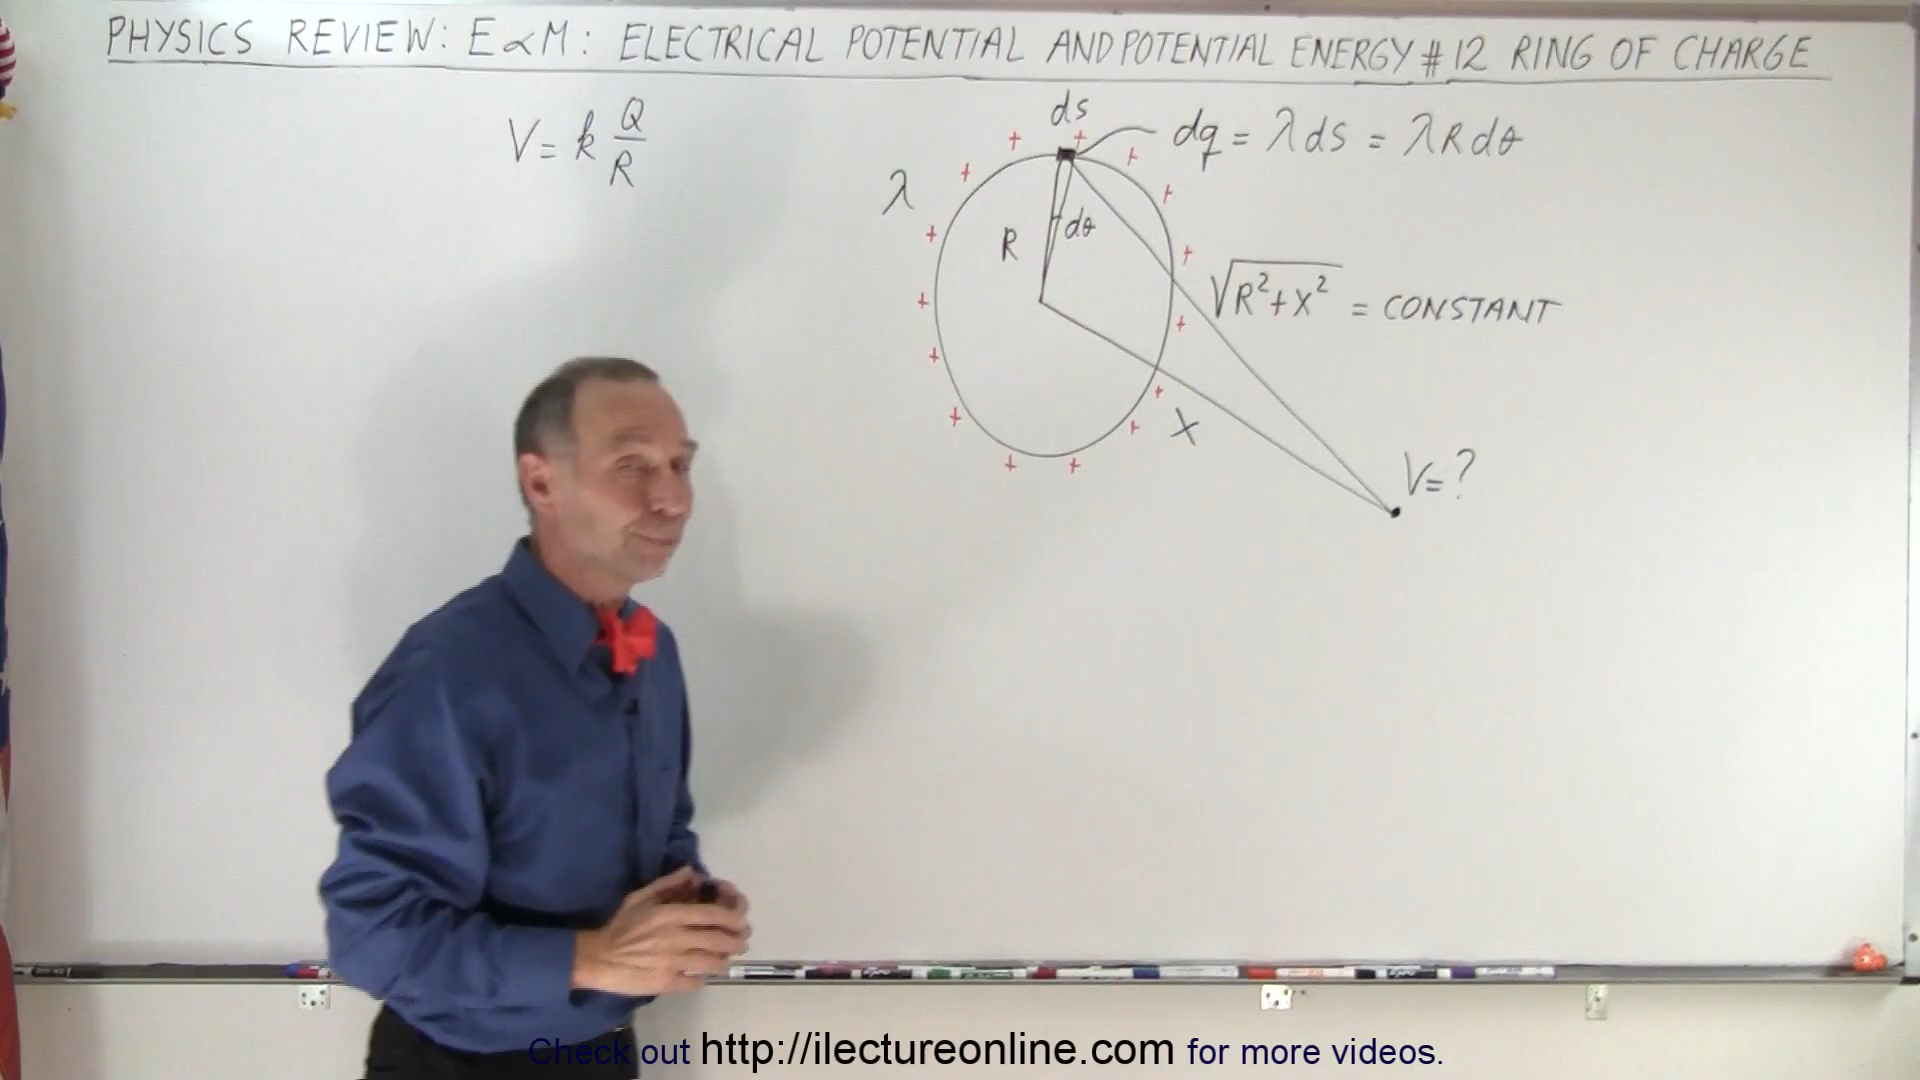 PHYSICS REVIEW: E∝M: ELECTRICAL POTENTIAL AND POTENTIAL ENERGY #12 RING OF CHARGE
V = k Q/R
ds
dq = λds = λRdθ
λ
R
dθ
√R²+X² = CONSTANT
X
V=?
Check out http://ilectureonline.com for more videos.